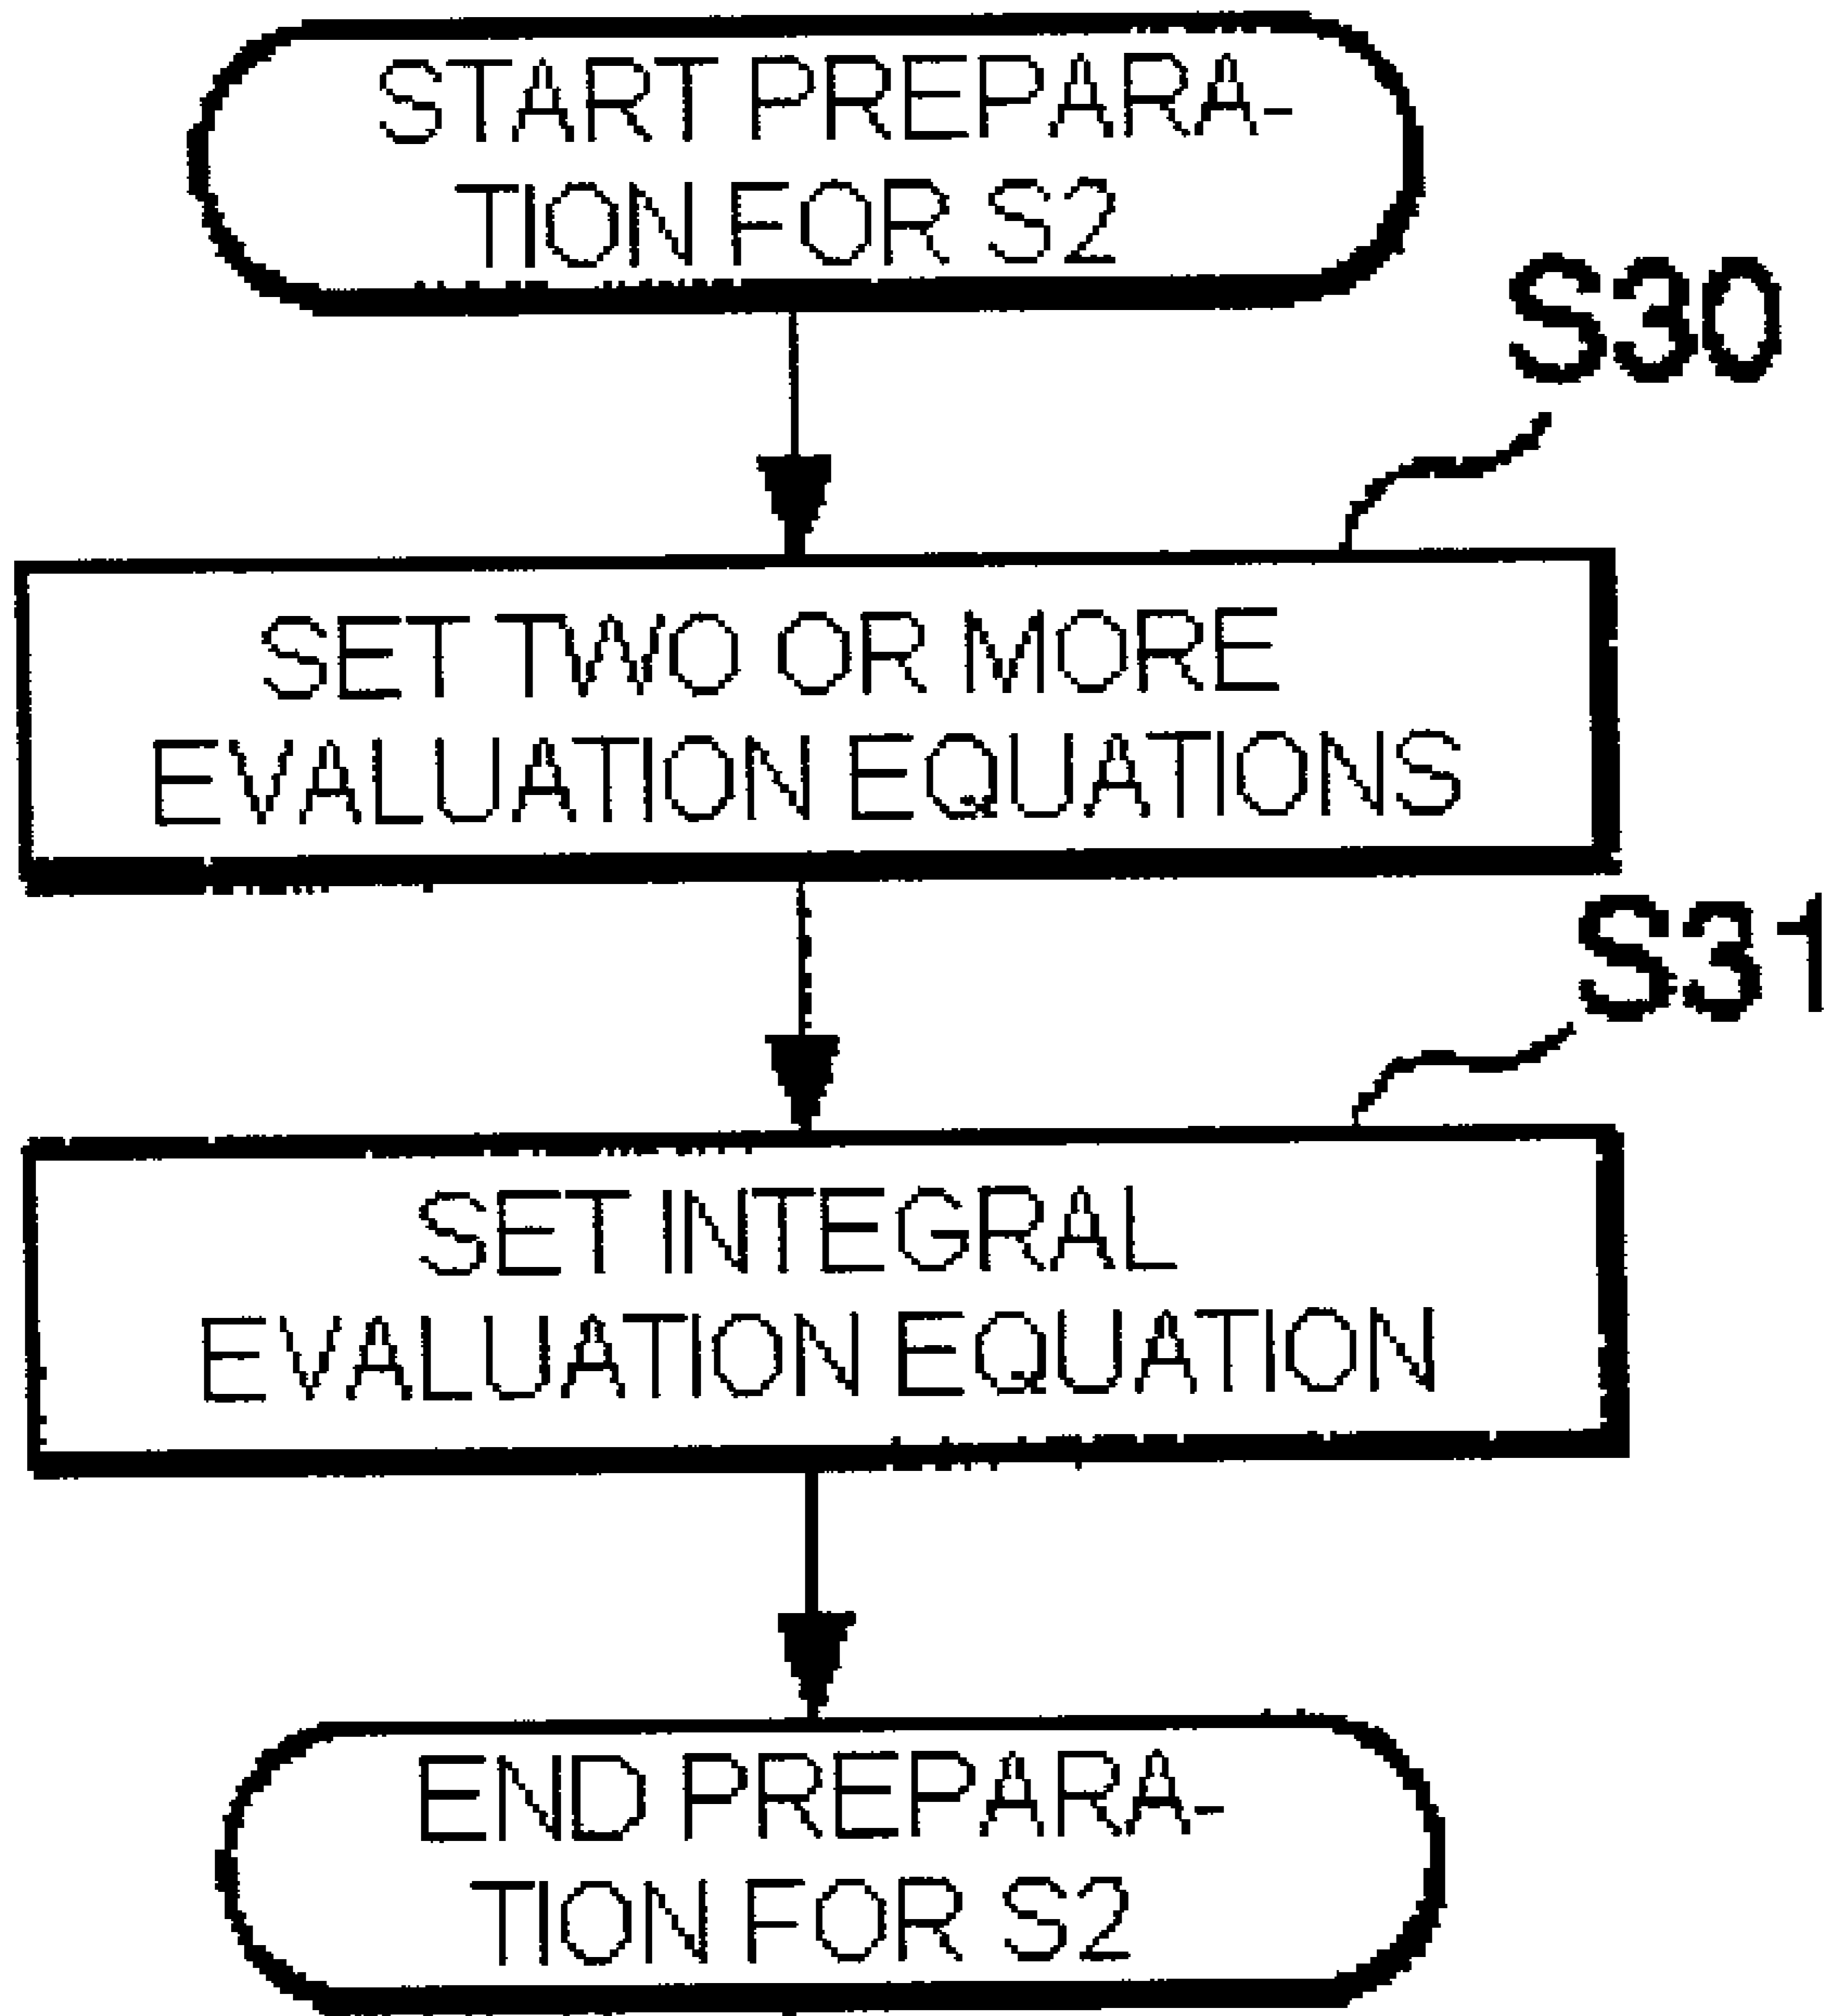 START PREPARA-
TION FOR S2
S30
SET TWO OR MORE
EVALUATION EQUATIONS
S31
SET INTEGRAL
EVALUATION EQUATION
END PREPARA-
TION FOR S2